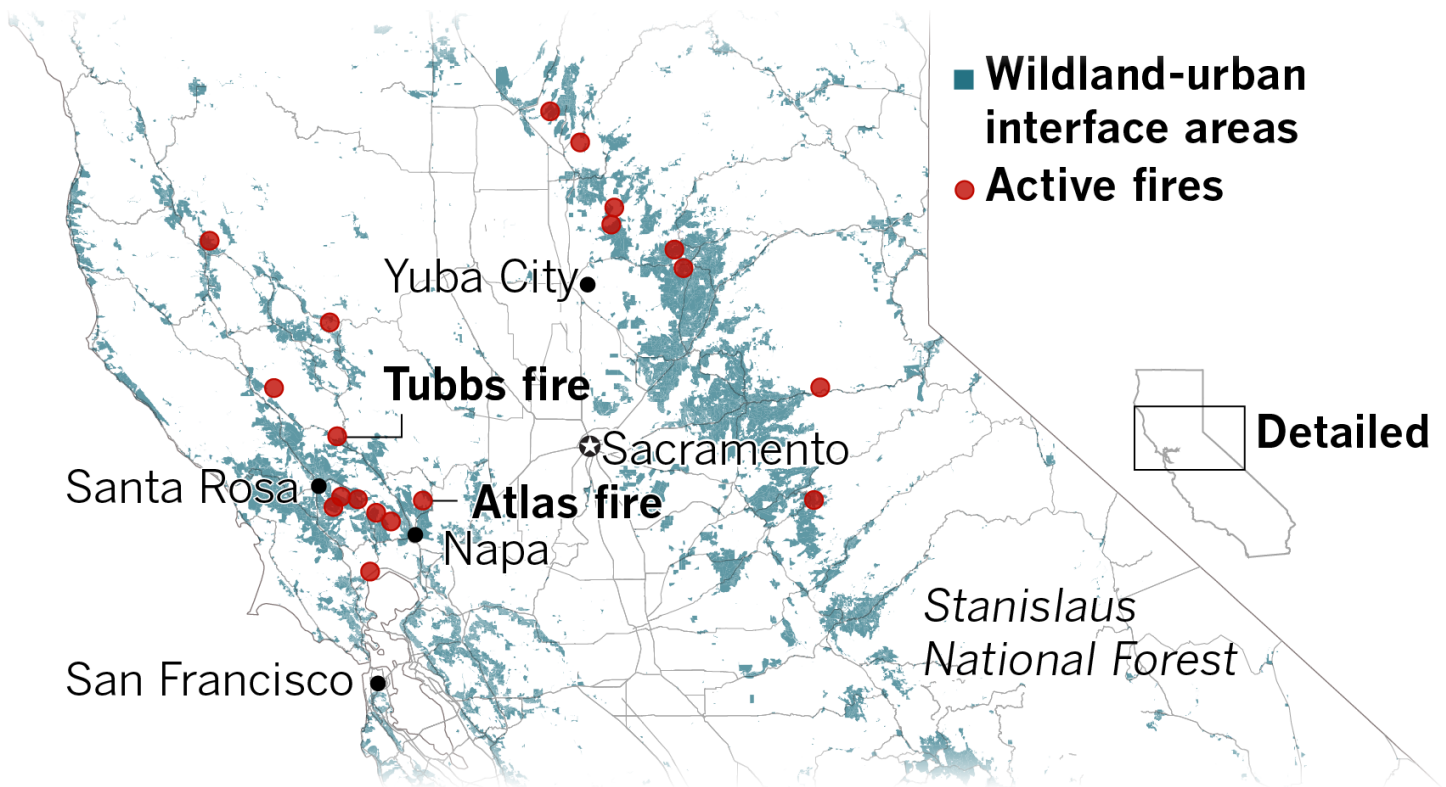 Wildland-urban
interface areas
Active fires
Yuba City
Tubbs fire
Detailed
Sacramento
Santa Rosa
Atlas fire
Napa
Stanislaus
National Forest
San Francisco